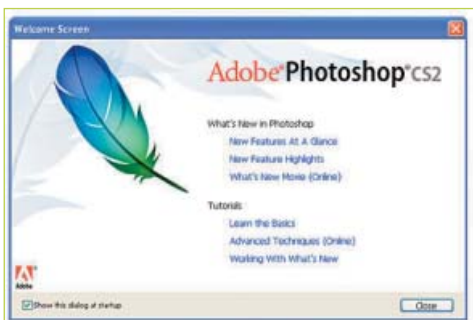 Welcome Screen
Adobe® Photoshop® CS2
What's New in Photoshop
New Features At A Glance
New Feature Highlights
What's New Movie (Online)
Tutorials
Learn the Basics
Advanced Techniques (Online)
Working With What's New
Adobe
Show this dialog at startup
Close